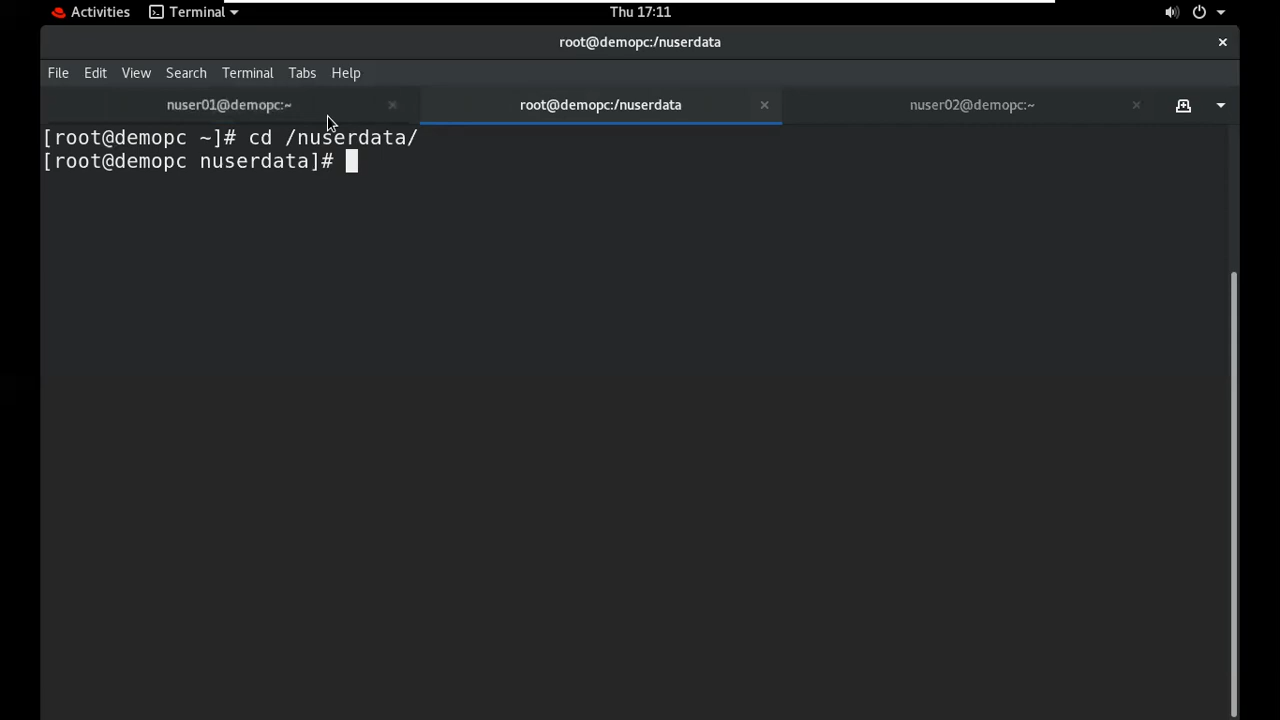 Activities Terminal Thu 17:11
root@demopc:/nuserdata
File Edit View Search Terminal Tabs Help
nuser01@demopc:~ root@demopc:/nuserdata nuser02@demopc:~
[root@demopc ~]# cd /nuserdata/
[root@demopc nuserdata]#